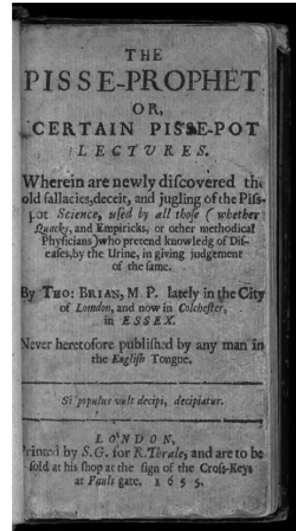 THE
PISSE-PROPHET
OR,
CERTAIN PISSE-POT
LECTURES.
Wherein are newly discovered the
old fallacies,deceit, and jugling of the Piss-
pot Science, used by all those ( whether
Quacks, and Empiricks, or other methodical
Physicians)who pretend knowledg of Dis-
eases,by the Urine, in giving judgement
of the same.
By THO: BRIAN, M. P. lately in the City
of London, and now in Colchester,
in ESSEX.
Never heretofore published by any man in
the English Tongue.
Si populus vult decipi, decipiatur.
LONDON,
Printed by S.G. for R.Thrale, and are to be
sold at his shop at the sign of the Cross-Keys
at Pauls gate. 1655.